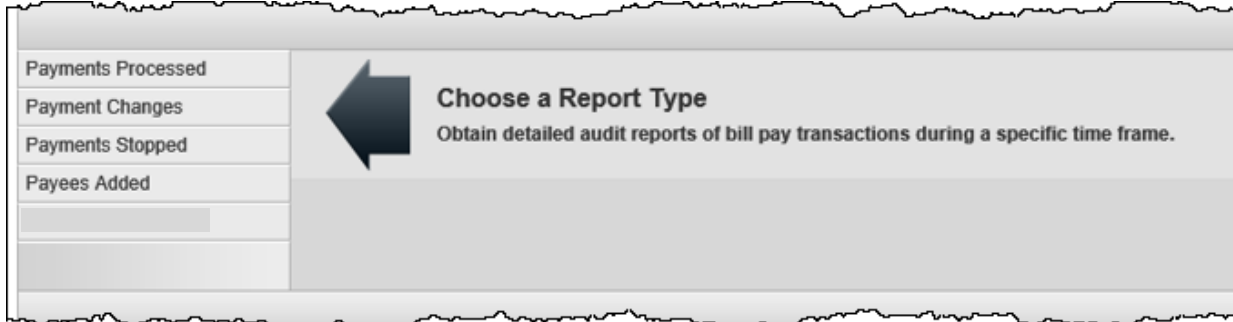 Payments Processed
Payment Changes
Payments Stopped
Payees Added
Choose a Report Type
Obtain detailed audit reports of bill pay transactions during a specific time frame.